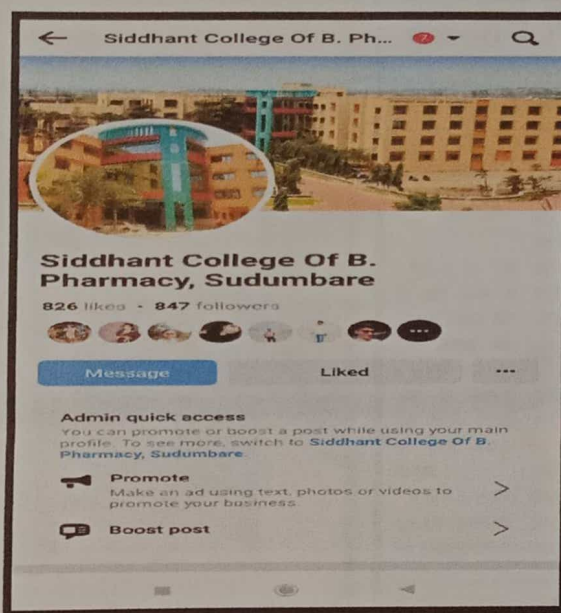 Siddhant College Of B. Ph... 7
Siddhant College Of B.
Pharmacy, Sudumbare
826 likes • 847 followers
Message Liked
Admin quick access
You can promote or boost a post while using your main
profile. To see more, switch to Siddhant College Of B.
Pharmacy, Sudumbare
Promote
Make an ad using text, photos or videos to
promote your business.
Boost post